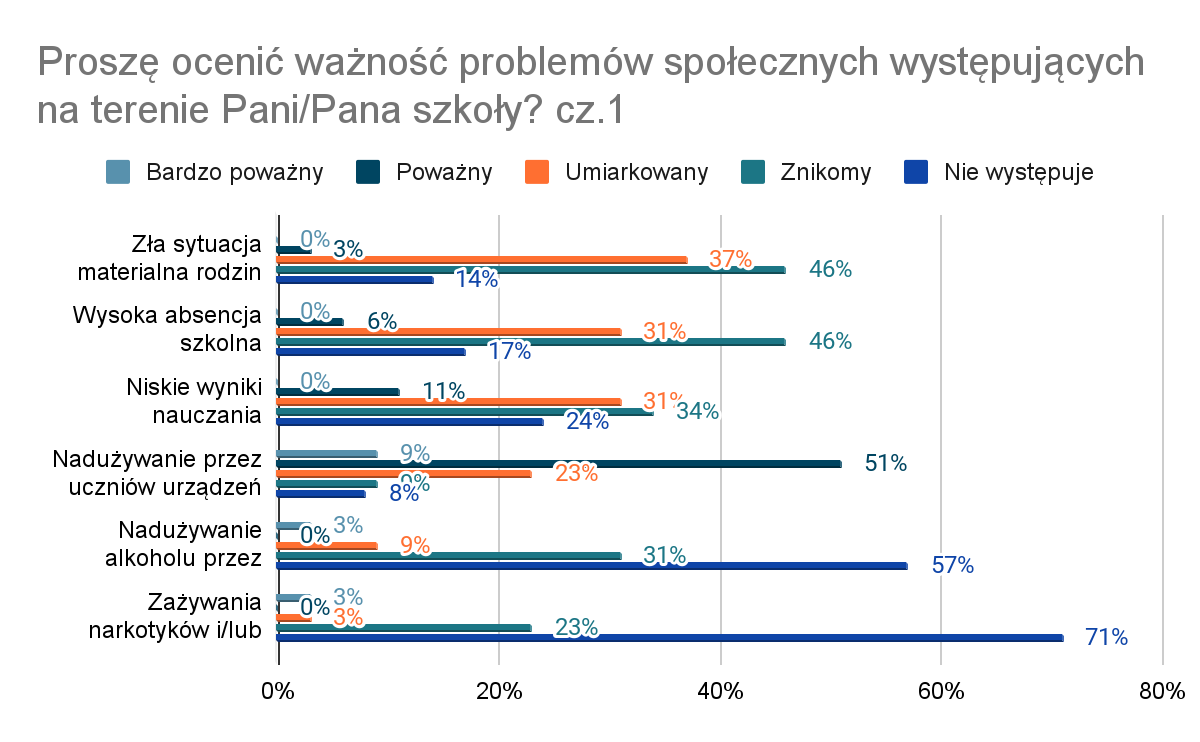 Proszę ocenić ważność problemów społecznych występujących
na terenie Pani/Pana szkoły? cz.1
Bardzo poważny Poważny Umiarkowany Znikomy Nie występuje
Zła sytuacja
materialna rodzin
0%
3%
37%
46%
14%
Wysoka absencja
szkolna
0%
6%
31%
46%
17%
Niskie wyniki
nauczania
0%
11%
31%
34%
24%
Nadużywanie przez
uczniów urządzeń
9%
51%
23%
9%
8%
Nadużywanie
alkoholu przez
3%
0%
9%
31%
57%
Zażywania
narkotyków i/lub
3%
0%
3%
23%
71%
0% 20% 40% 60% 80%